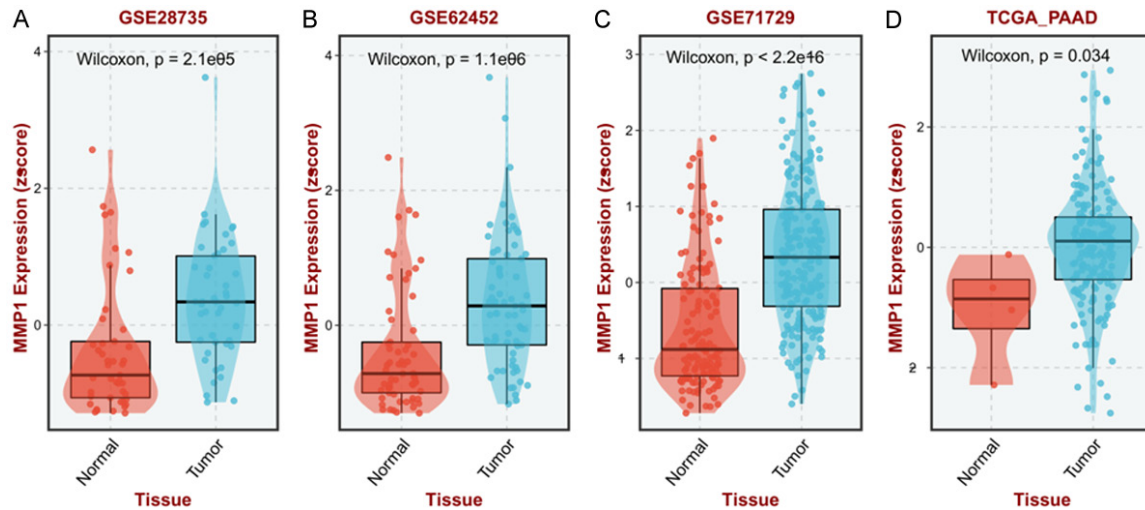 A
GSE28735
Wilcoxon, p = 2.1e05
MMP1 Expression (zscore)
4
2
0
Normal
Tumor
Tissue
B
GSE62452
Wilcoxon, p = 1.1e06
MMP1 Expression (zscore)
4
2
0
Normal
Tumor
Tissue
C
GSE71729
Wilcoxon, p < 2.2e16
MMP1 Expression (zscore)
3
2
1
0
1
Normal
Tumor
Tissue
D
TCGA_PAAD
Wilcoxon, p = 0.034
MMP1 Expression (zscore)
2
0
2
Normal
Tumor
Tissue